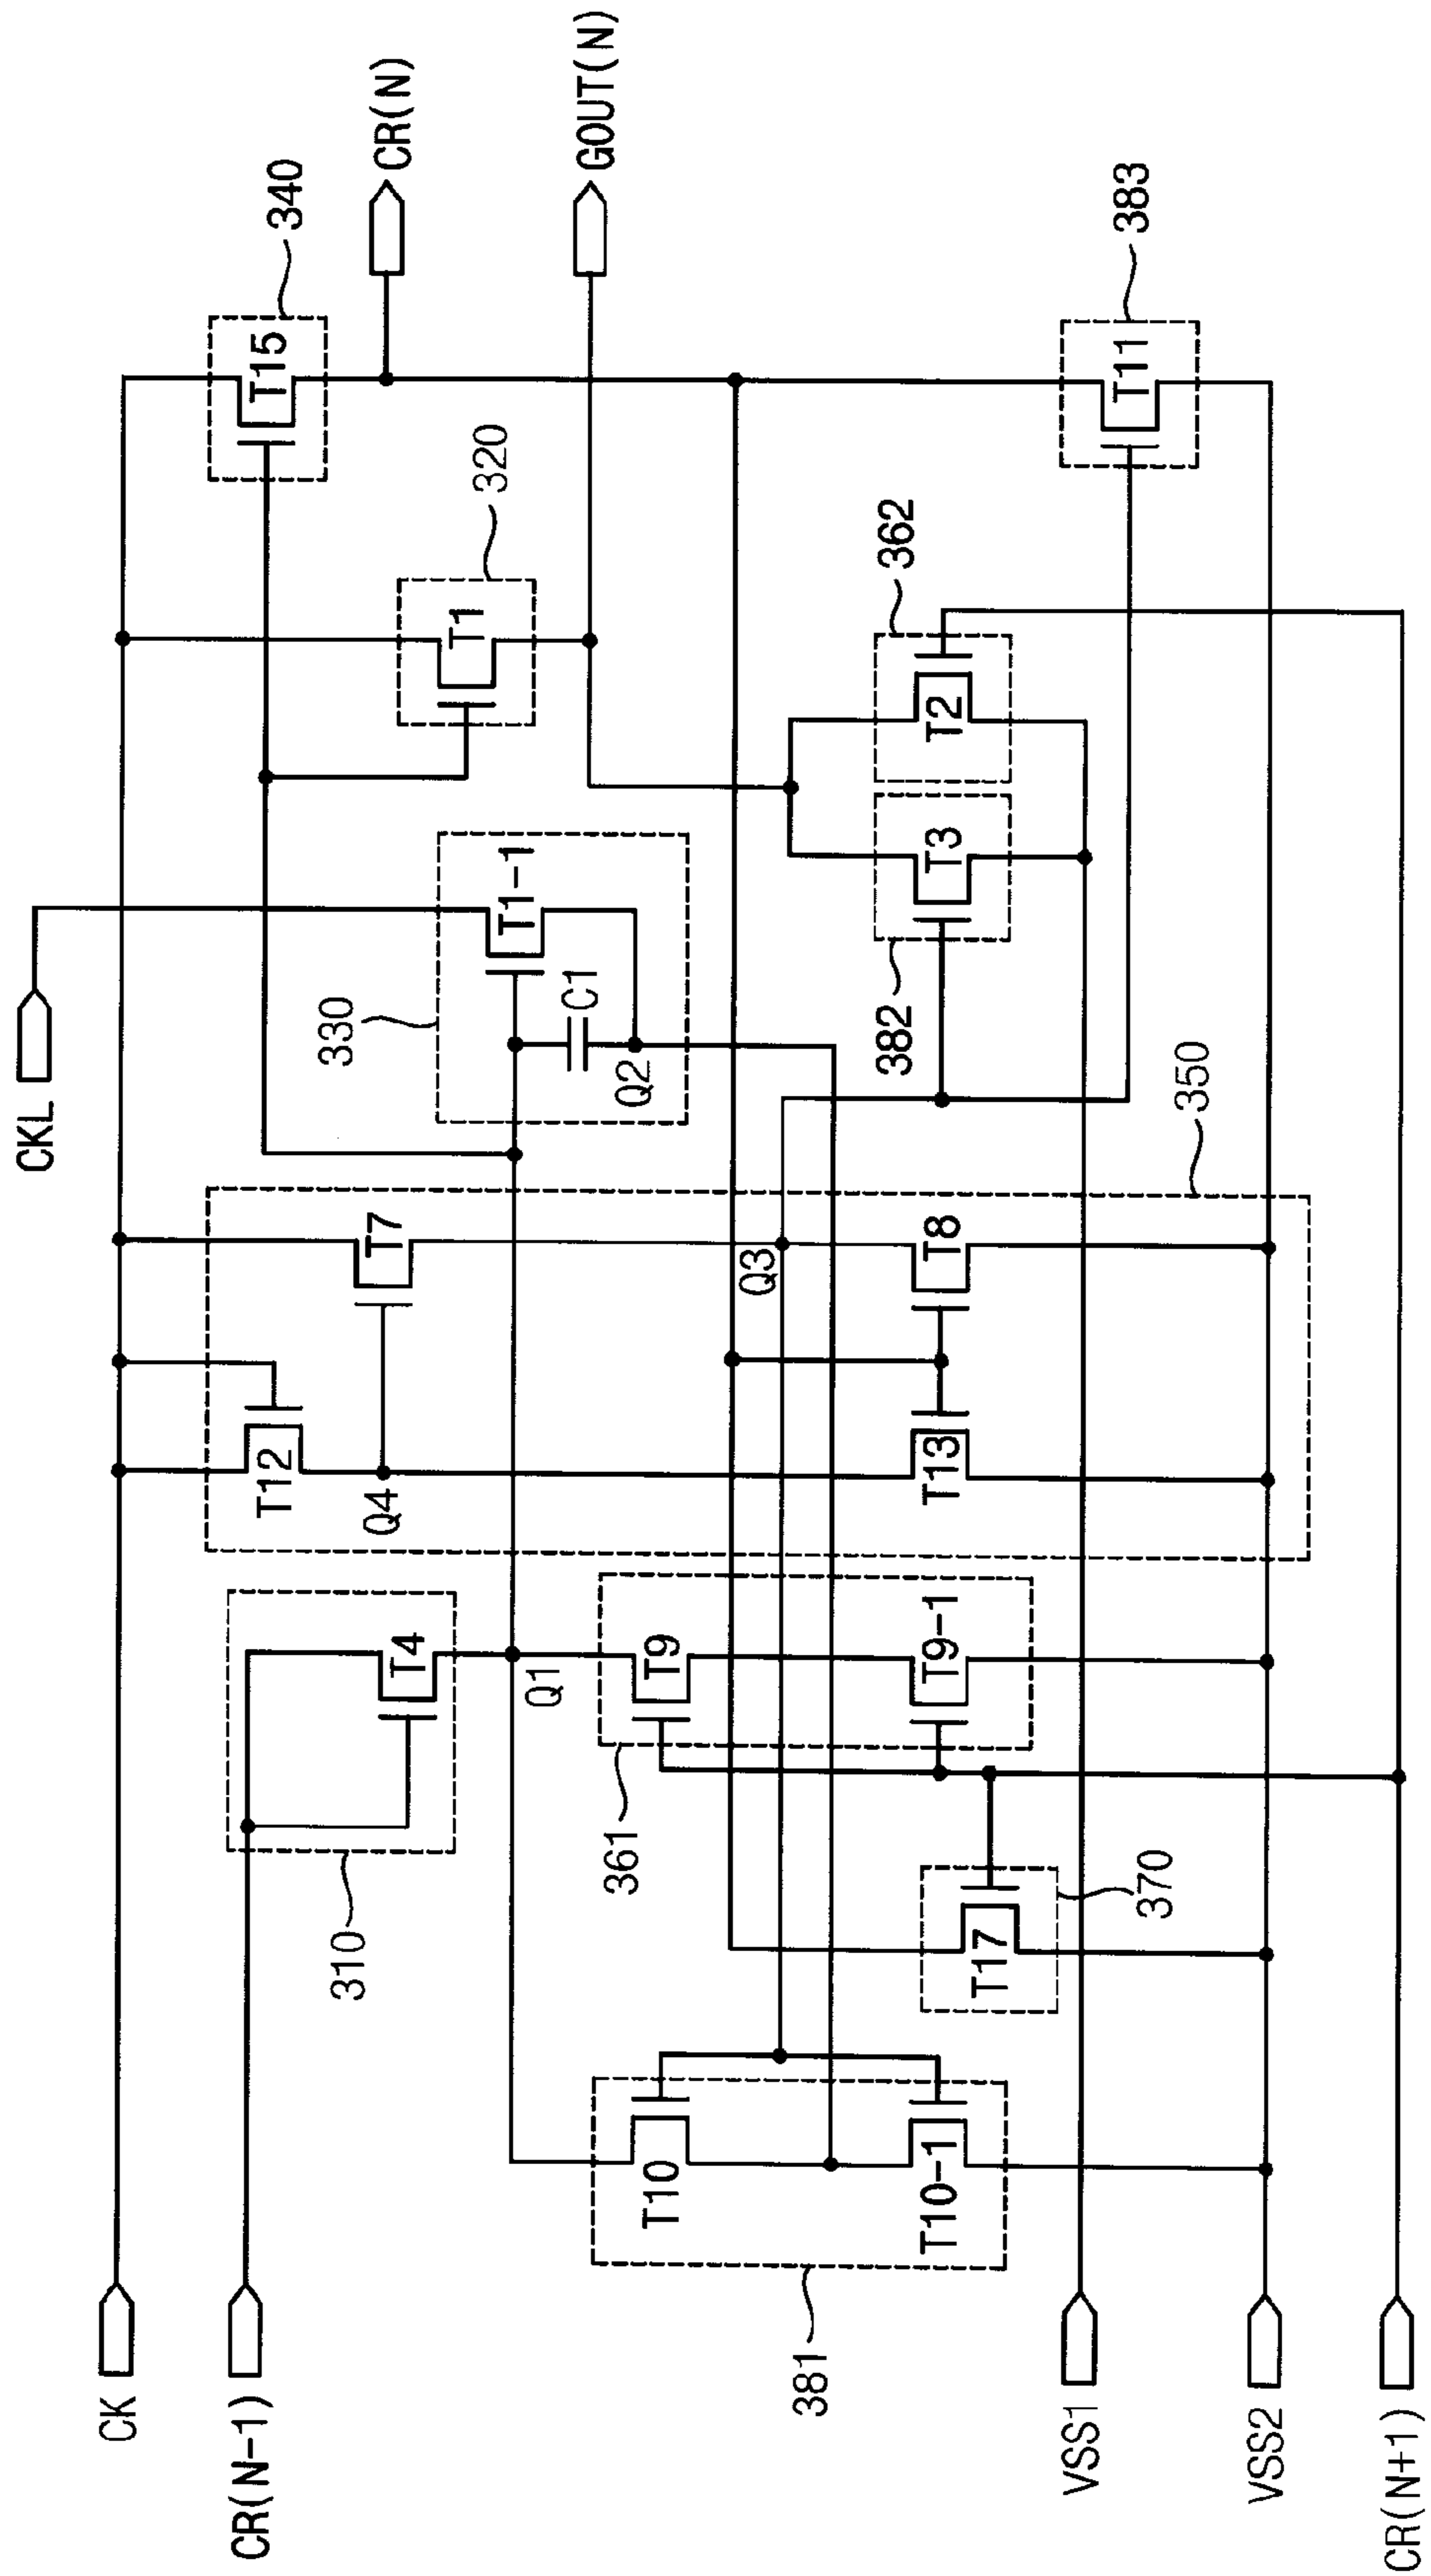 CKL
CK
CR(N-1)
VSS1
VSS2
CR(N+1)
CR(N)
GOUT(N)
310
T4
Q1
T12
Q4
T7
Q3
T13
T8
350
330
T1-1
C1
Q2
320
T1
340
T15
361
T9
T9-1
370
T17
381
T10
T10-1
382
T3
362
T2
383
T11